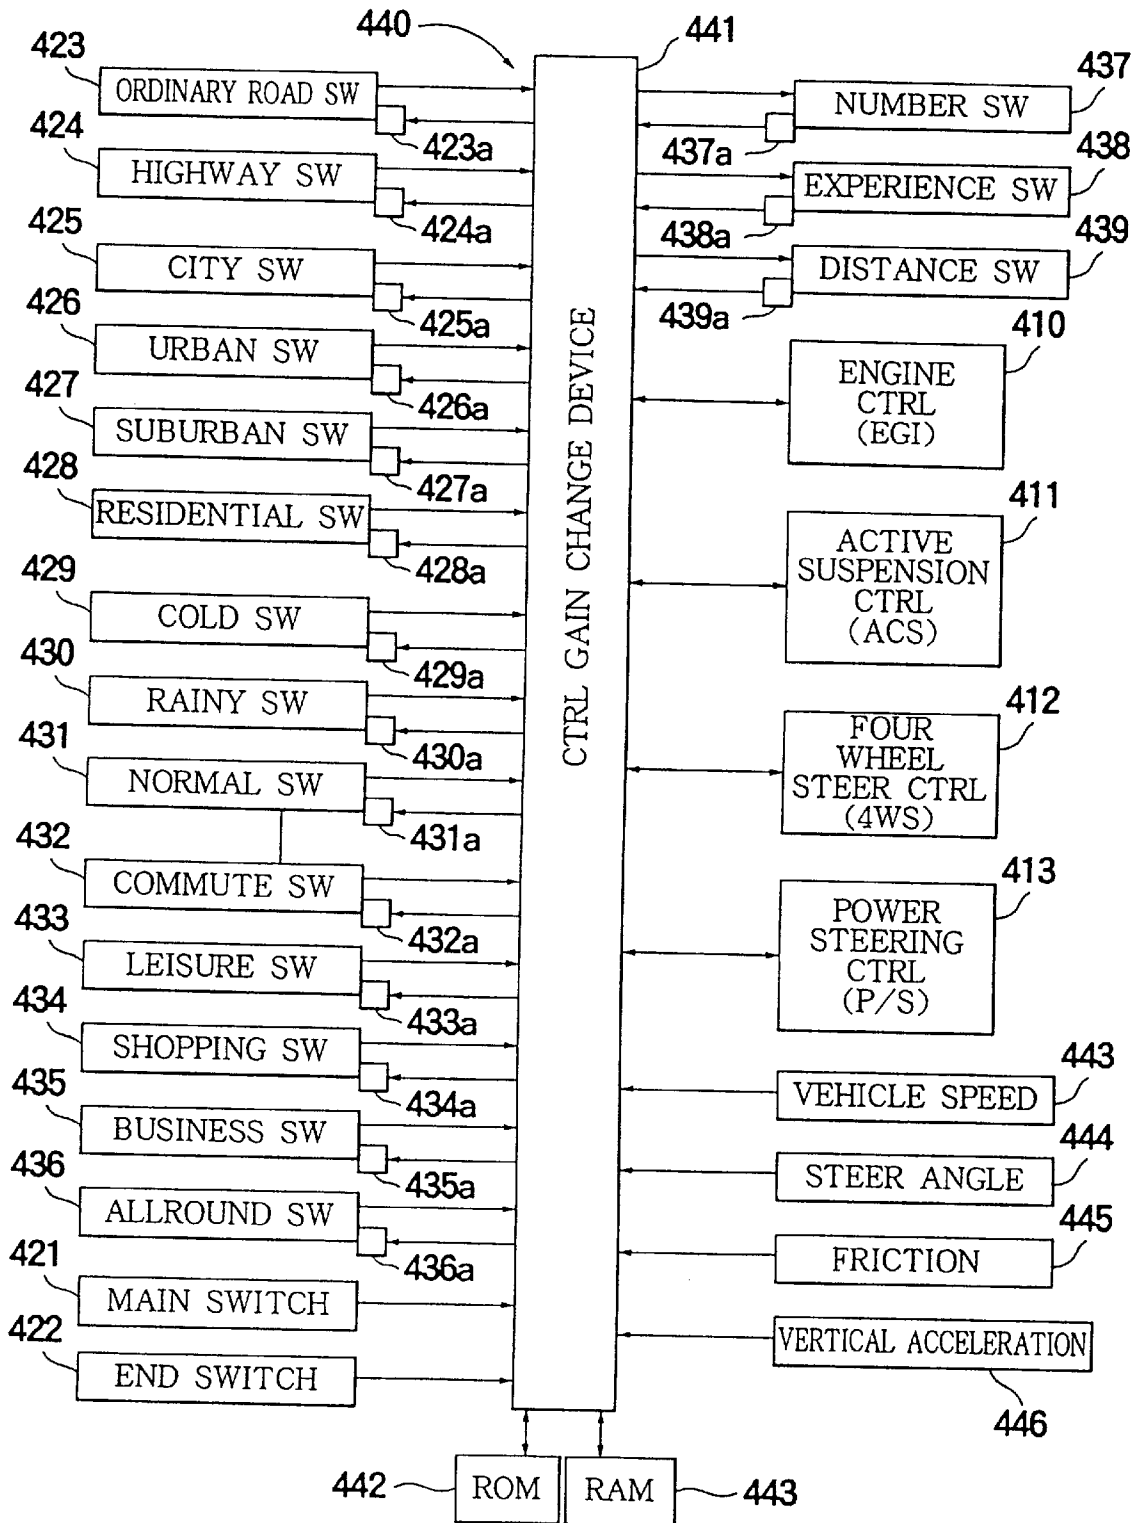 440
441
423
ORDINARY ROAD SW
423a
424
HIGHWAY SW
424a
425
CITY SW
425a
426
URBAN SW
426a
427
SUBURBAN SW
427a
428
RESIDENTIAL SW
428a
429
COLD SW
429a
430
RAINY SW
430a
431
NORMAL SW
431a
432
COMMUTE SW
432a
433
LEISURE SW
433a
434
SHOPPING SW
434a
435
BUSINESS SW
435a
436
ALLROUND SW
436a
421
MAIN SWITCH
422
END SWITCH
CTRL GAIN CHANGE DEVICE
437
NUMBER SW
437a
438
EXPERIENCE SW
438a
439
DISTANCE SW
439a
410
ENGINE
CTRL
(EGI)
411
ACTIVE
SUSPENSION
CTRL
(ACS)
412
FOUR
WHEEL
STEER CTRL
(4WS)
413
POWER
STEERING
CTRL
(P/S)
443
VEHICLE SPEED
444
STEER ANGLE
445
FRICTION
VERTICAL ACCELERATION
446
442
ROM
RAM
443